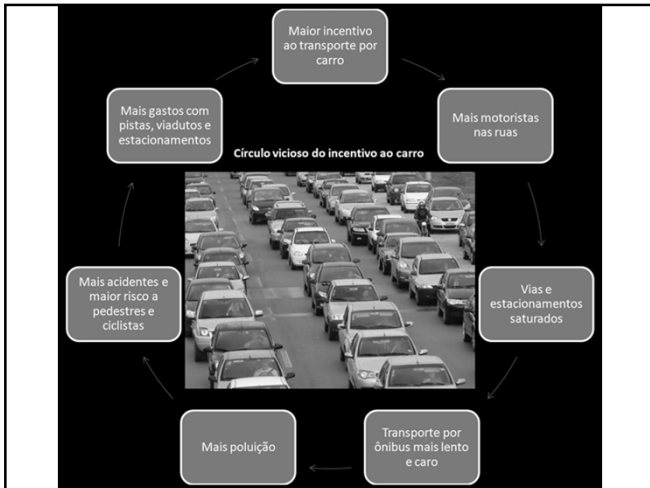 Maior incentivo
ao transporte por
carro
Mais motoristas
nas ruas
Vias e
estacionamentos
saturados
Transporte por
ônibus mais lento
e caro
Mais poluição
Mais acidentes e
maior risco a
pedestres e
ciclistas
Mais gastos com
pistas, viadutos e
estacionamentos
Círculo vicioso do incentivo ao carro